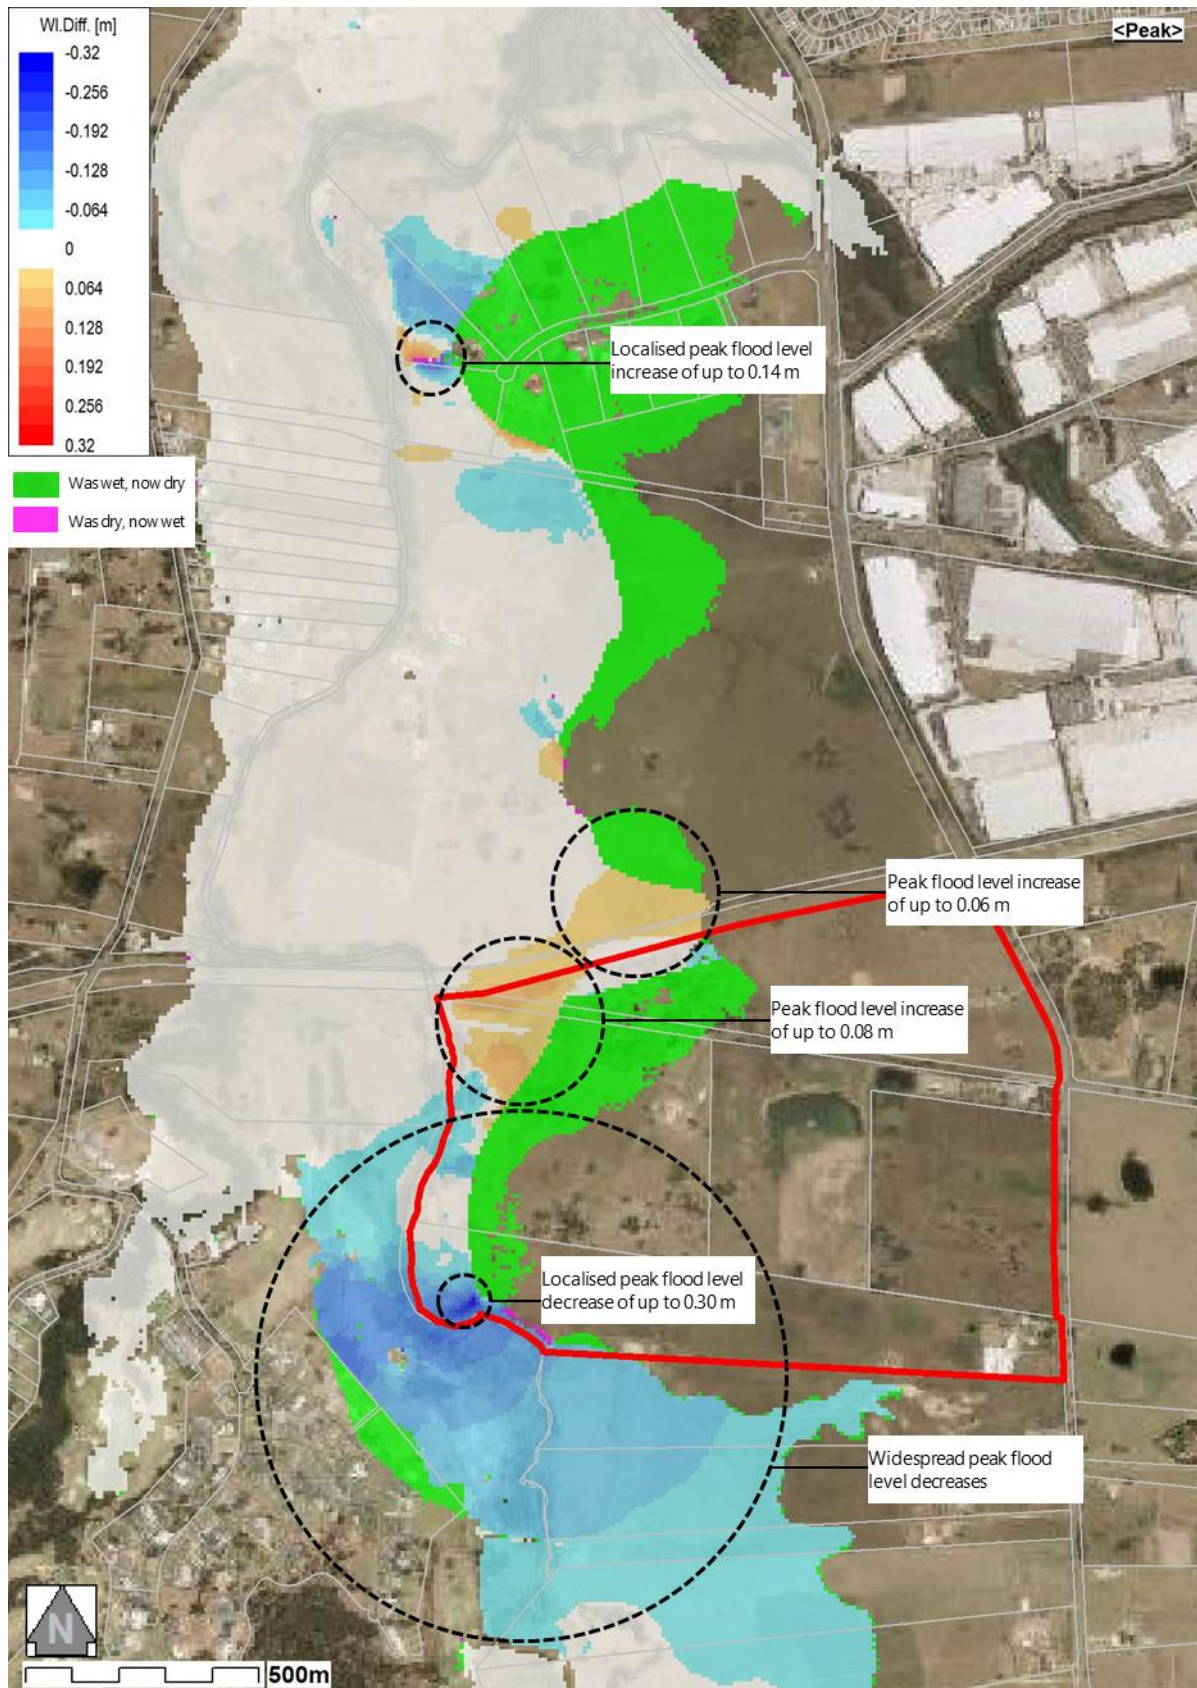 Wl.Diff. [m]
-0.32
-0.256
-0.192
-0.128
-0.064
0
0.064
0.128
0.192
0.256
0.32
Was wet, now dry
Was dry, now wet
<Peak>
Localised peak flood level
increase of up to 0.14 m
Peak flood level increase
of up to 0.06 m
Peak flood level increase
of up to 0.08 m
Localised peak flood level
decrease of up to 0.30 m
Widespread peak flood
level decreases
N
500m